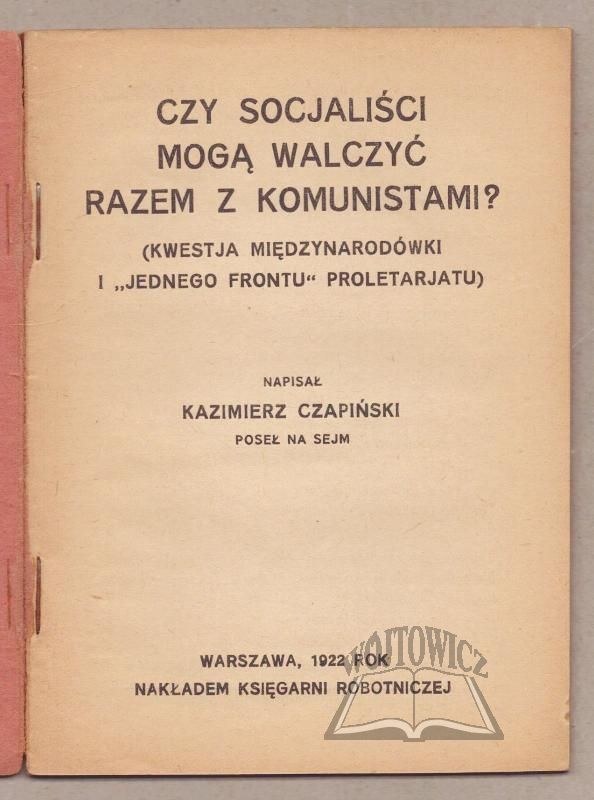 CZY SOCJALIŚCI
MOGĄ WALCZYĆ
RAZEM Z KOMUNISTAMI?
(KWESTJA MIĘDZYNARODÓWKI
I „JEDNEGO FRONTU“ PROLETARJATU)
NAPISAŁ
KAZIMIERZ CZAPIŃSKI
POSEŁ NA SEJM
WARSZAWA, 1922 ROK
NAKŁADEM KSIĘGARNI ROBOTNICZEJ
WÓJTOWICZ